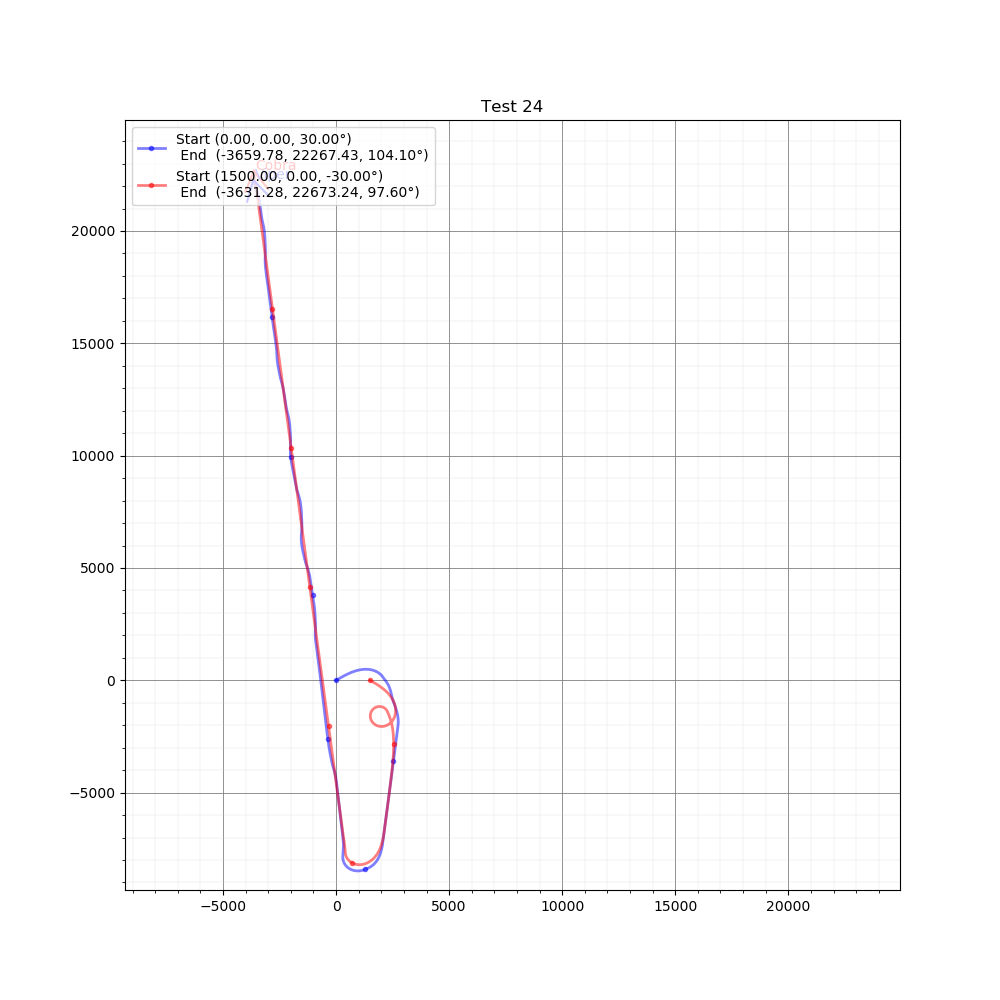 Test 24
Start (0.00, 0.00, 30.00°)
End (-3659.78, 22267.43, 104.10°)
Cobra
Start (1500.00, 0.00, -30.00°)
End (-3631.28, 22673.24, 97.60°)
20000
15000
10000
5000
0
−5000
−5000 0 5000 10000 15000 20000